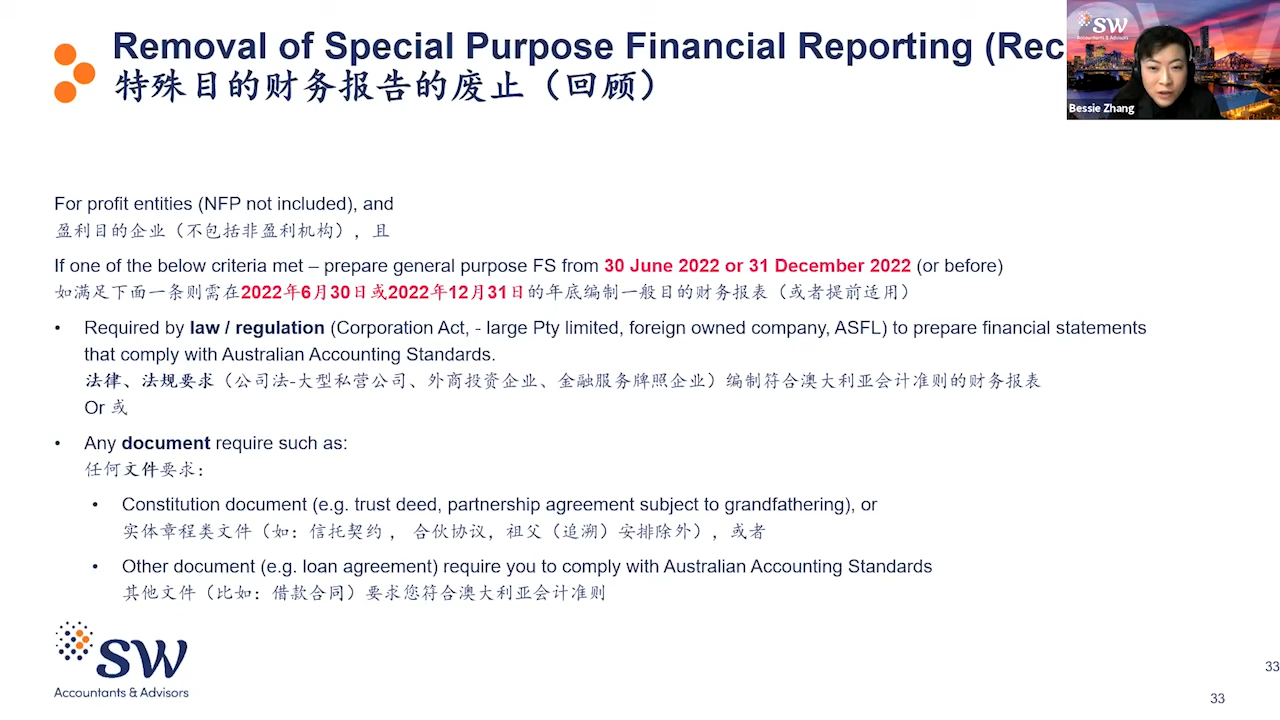 Removal of Special Purpose Financial Reporting (Rec
特殊目的财务报告的废止（回顾）
SW
Accountants & Advisors
Bessie Zhang
For profit entities (NFP not included), and
盈利目的企业（不包括非盈利机构），且
If one of the below criteria met – prepare general purpose FS from 30 June 2022 or 31 December 2022 (or before)
如满足下面一条则需在2022年6月30日或2022年12月31日的年底编制一般目的财务报表（或者提前适用）
• Required by law / regulation (Corporation Act, - large Pty limited, foreign owned company, ASFL) to prepare financial statements
that comply with Australian Accounting Standards.
法律、法规要求（公司法-大型私营公司、外商投资企业、金融服务牌照企业）编制符合澳大利亚会计准则的财务报表
Or 或
• Any document require such as:
任何文件要求：
• Constitution document (e.g. trust deed, partnership agreement subject to grandfathering), or
实体章程类文件（如：信托契约 ， 合伙协议，祖父（追溯）安排除外），或者
• Other document (e.g. loan agreement) require you to comply with Australian Accounting Standards
其他文件（比如：借款合同）要求您符合澳大利亚会计准则
SW
Accountants & Advisors
33
33